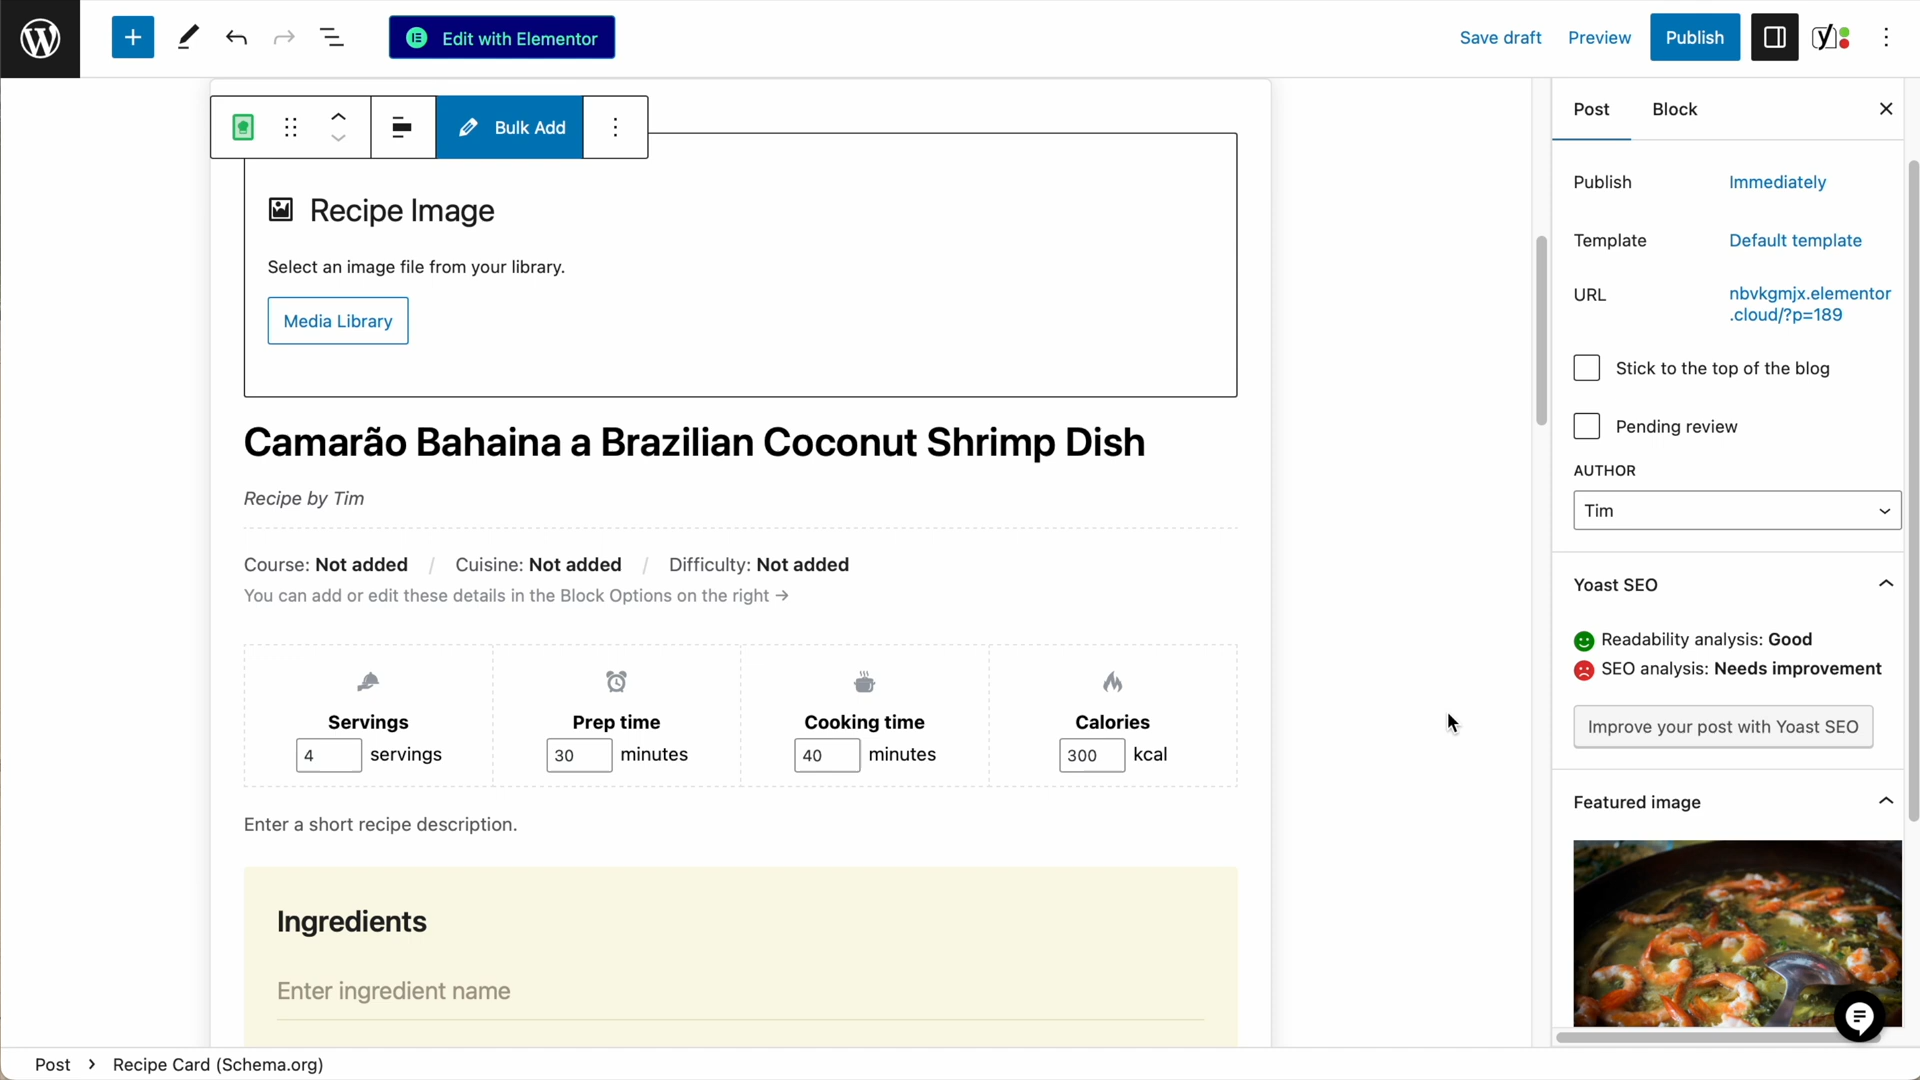 Edit with Elementor
Save draft
Preview
Publish
Bulk Add
Recipe Image
Select an image file from your library.
Media Library
Camarão Bahaina a Brazilian Coconut Shrimp Dish
Recipe by Tim
Course: Not added / Cuisine: Not added / Difficulty: Not added
You can add or edit these details in the Block Options on the right →
Servings
4 servings
Prep time
30 minutes
Cooking time
40 minutes
Calories
300 kcal
Enter a short recipe description.
Ingredients
Enter ingredient name
Post Block
Publish Immediately
Template Default template
URL nbvkgmjx.elementor
.cloud/?p=189
Stick to the top of the blog
Pending review
AUTHOR
Tim
Yoast SEO
Readability analysis: Good
SEO analysis: Needs improvement
Improve your post with Yoast SEO
Featured image
Post > Recipe Card (Schema.org)